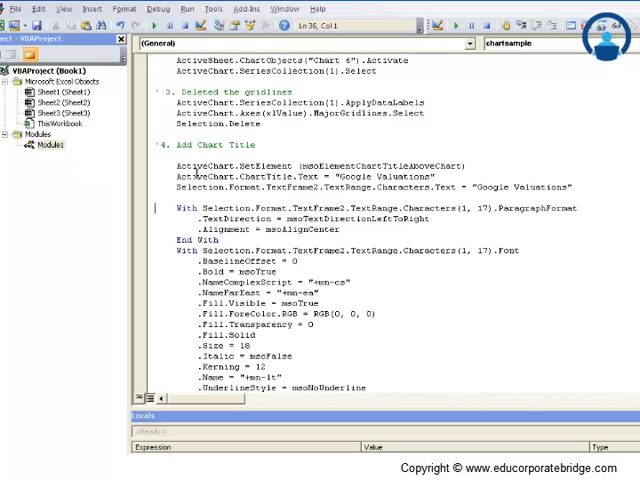 File Edit View Insert Format Debug Run Tools Add-Ins Window Help
Ln 36, Col 1
ct - VBAProject
(General)
chartsample
VBAProject (Book1)
Microsoft Excel Objects
Sheet1 (Sheet1)
Sheet2 (Sheet2)
Sheet3 (Sheet3)
ThisWorkbook
Modules
Module1
ActiveSheet.ChartObjects("Chart 6").Activate
ActiveChart.SeriesCollection(1).Select
' 3. Deleted the gridlines
ActiveChart.SeriesCollection(1).ApplyDataLabels
ActiveChart.Axes(xlValue).MajorGridlines.Select
Selection.Delete
'4. Add Chart Title
ActiveChart.SetElement (msoElementChartTitleAboveChart)
ActiveChart.ChartTitle.Text = "Google Valuations"
Selection.Format.TextFrame2.TextRange.Characters.Text = "Google Valuations"
With Selection.Format.TextFrame2.TextRange.Characters(1, 17).ParagraphFormat
.TextDirection = msoTextDirectionLeftToRight
.Alignment = msoAlignCenter
End With
With Selection.Format.TextFrame2.TextRange.Characters(1, 17).Font
.BaselineOffset = 0
.Bold = msoTrue
.NameComplexScript = "+mn-cs"
.NameFarEast = "+mn-ea"
.Fill.Visible = msoTrue
.Fill.ForeColor.RGB = RGB(0, 0, 0)
.Fill.Transparency = 0
.Fill.Solid
.Size = 18
.Italic = msoFalse
.Kerning = 12
.Name = "+mn-lt"
.UnderlineStyle = msoNoUnderline
Locals
<Ready>
Expression Value Type
Copyright © www.educorporatebridge.com